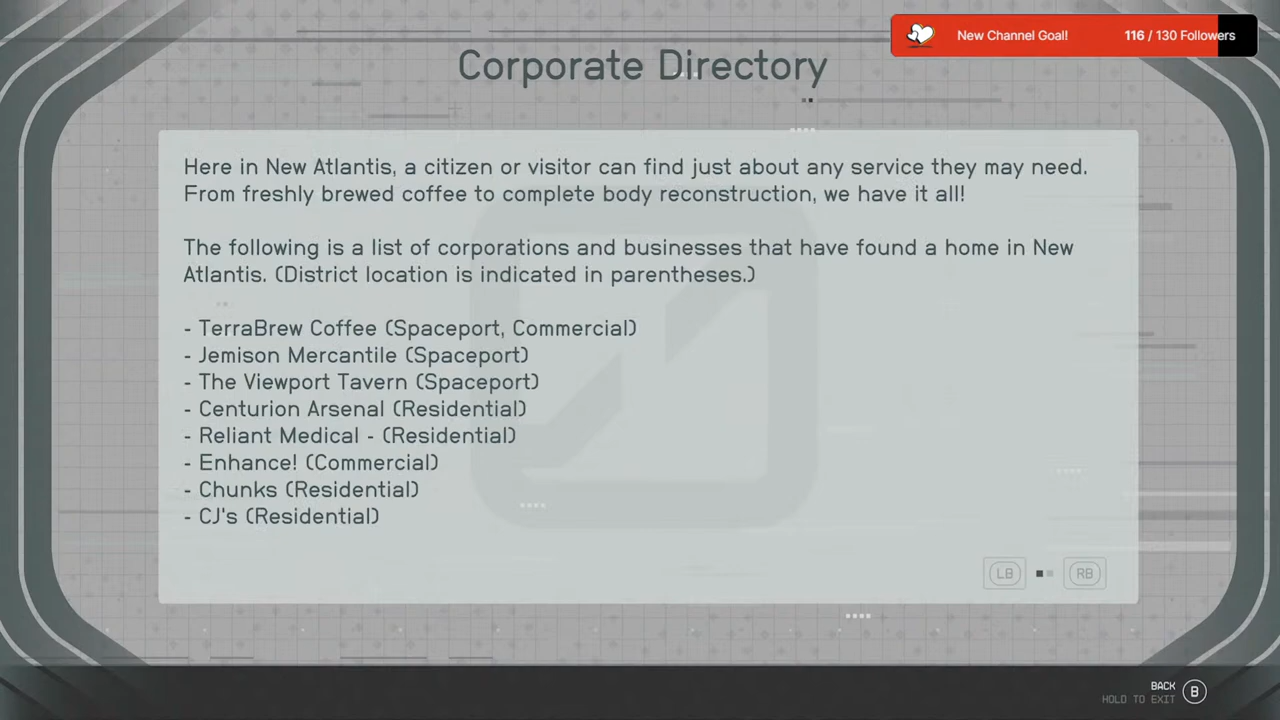 New Channel Goal! 116 / 130 Followers
Corporate Directory
Here in New Atlantis, a citizen or visitor can find just about any service they may need.
From freshly brewed coffee to complete body reconstruction, we have it all!
The following is a list of corporations and businesses that have found a home in New
Atlantis. (District location is indicated in parentheses.)
- TerraBrew Coffee (Spaceport, Commercial)
- Jemison Mercantile (Spaceport)
- The Viewport Tavern (Spaceport)
- Centurion Arsenal (Residential)
- Reliant Medical - (Residential)
- Enhance! (Commercial)
- Chunks (Residential)
- CJ's (Residential)
LB RB
BACK B
HOLD TO EXIT